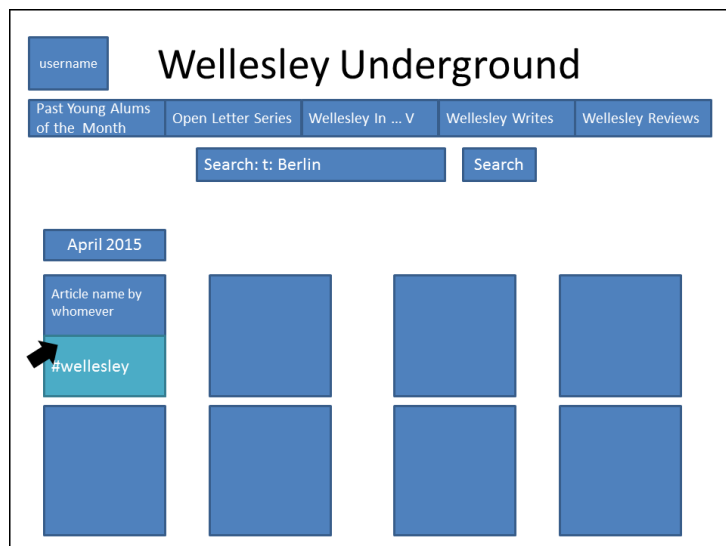 username
Wellesley Underground
Past Young Alums
of the Month
Open Letter Series
Wellesley In ... V
Wellesley Writes
Wellesley Reviews
Search: t: Berlin
Search
April 2015
Article name by
whomever
#wellesley